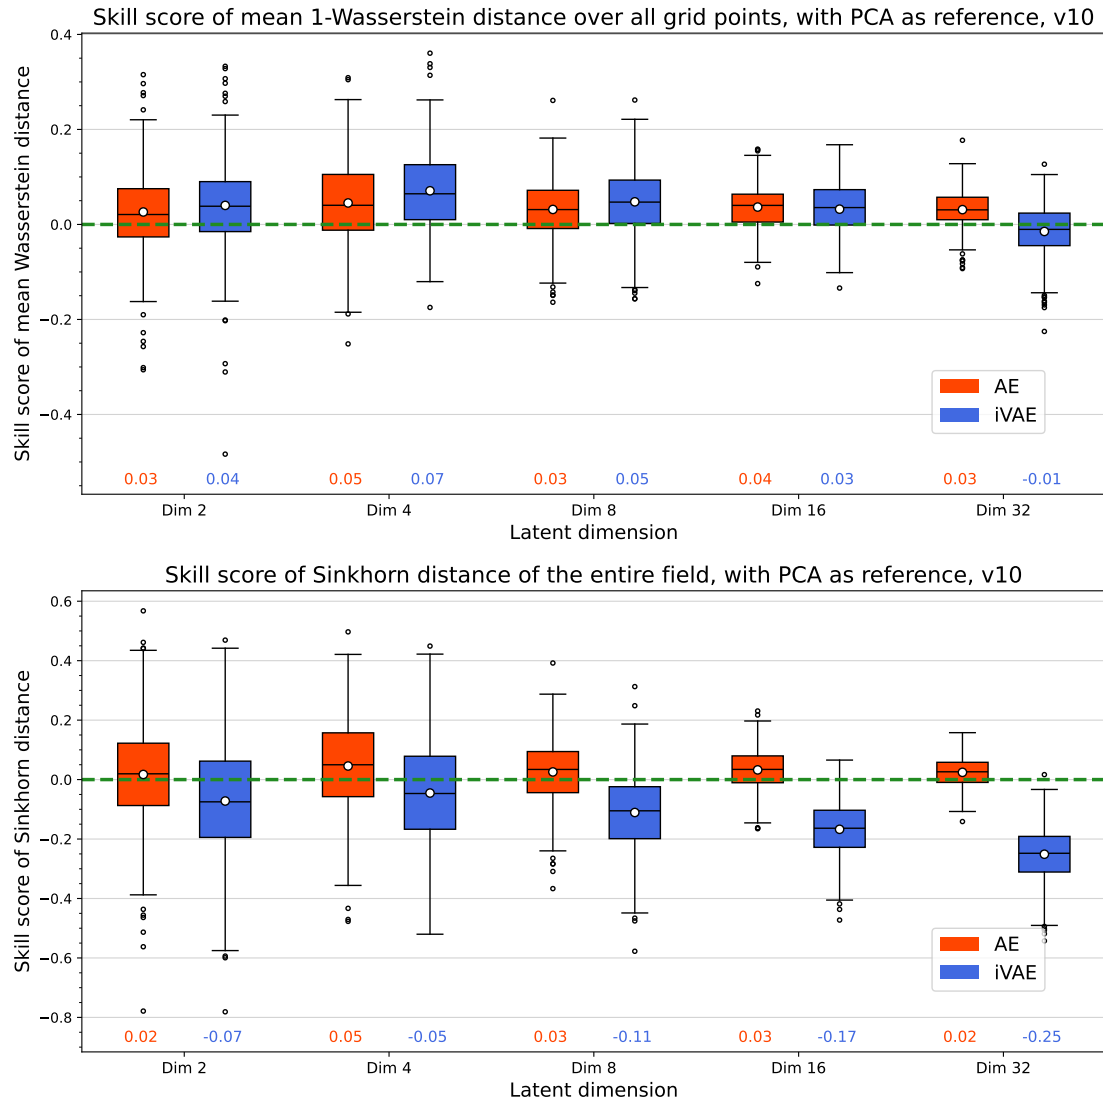 Skill score of mean 1-Wasserstein distance over all grid points, with PCA as reference, v10
Skill score of mean Wasserstein distance
0.4
0.2
0.0
−0.2
−0.4
AE
iVAE
0.03
0.04
0.05
0.07
0.03
0.05
0.04
0.03
0.03
-0.01
Dim 2
Dim 4
Dim 8
Dim 16
Dim 32
Latent dimension
Skill score of Sinkhorn distance of the entire field, with PCA as reference, v10
Skill score of Sinkhorn distance
0.6
0.4
0.2
0.0
−0.2
−0.4
−0.6
−0.8
AE
iVAE
0.02
-0.07
0.05
-0.05
0.03
-0.11
0.03
-0.17
0.02
-0.25
Dim 2
Dim 4
Dim 8
Dim 16
Dim 32
Latent dimension